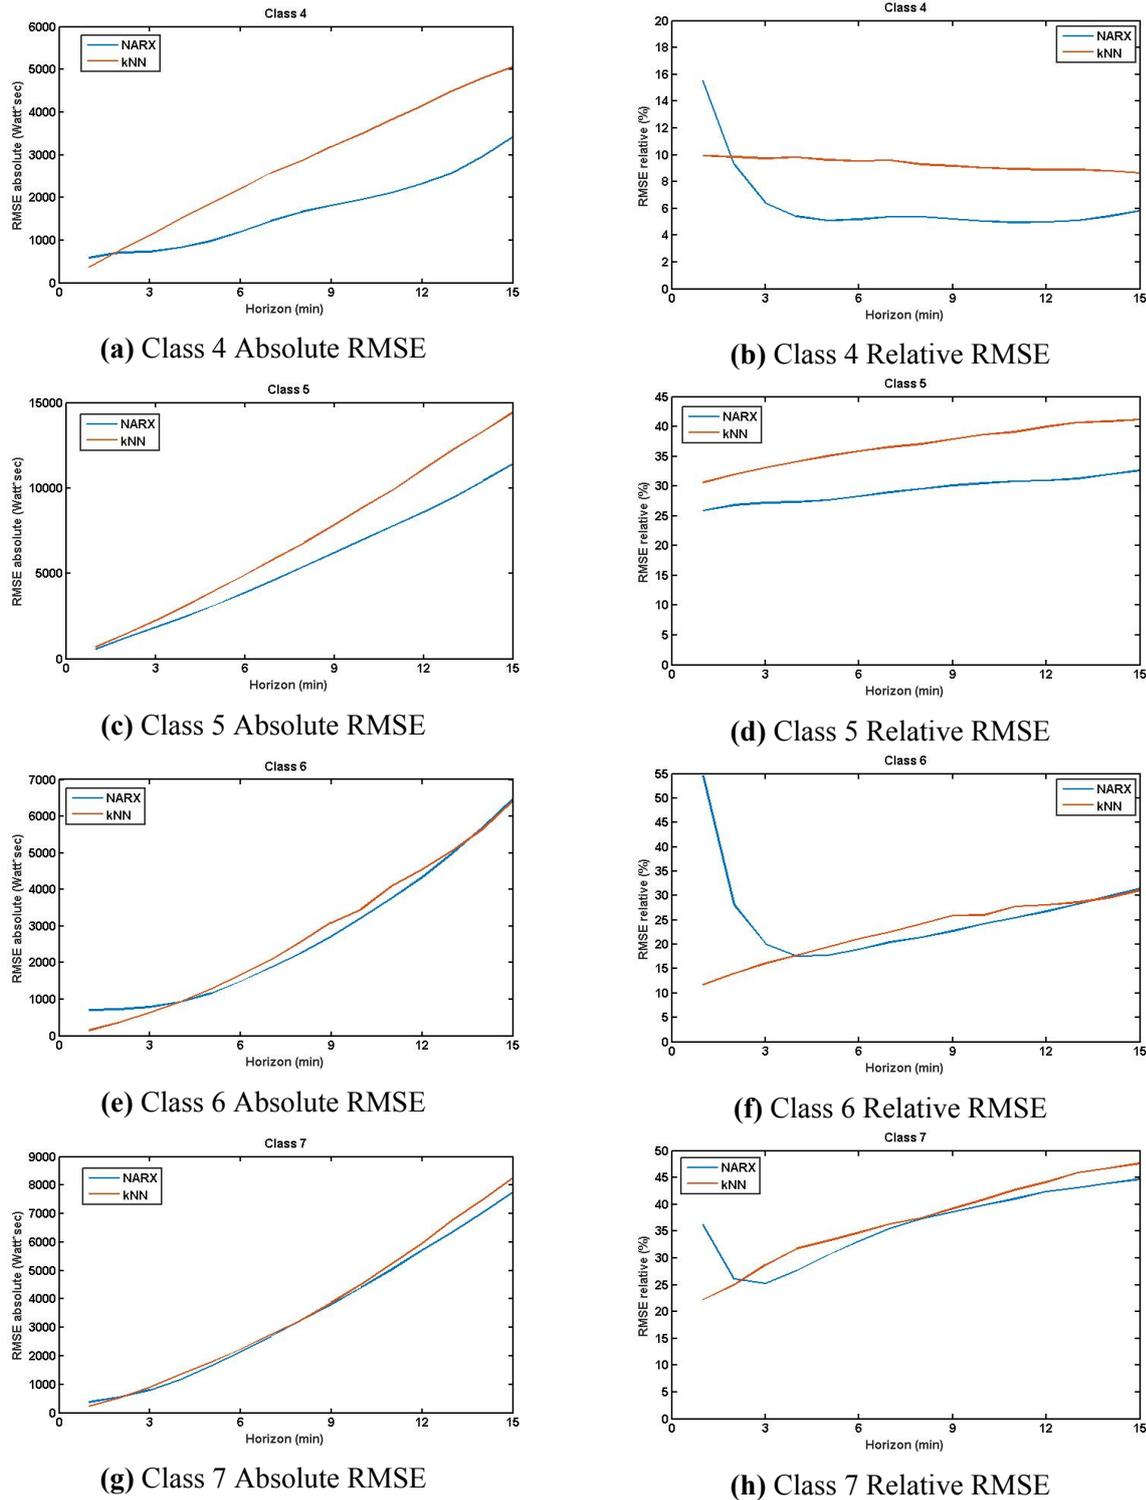 Class 4
6000
5000
4000
3000
2000
1000
0
RMSE absolute (Watt*sec)
NARX
kNN
0 3 6 9 12 15
Horizon (min)
(a) Class 4 Absolute RMSE
Class 4
20
18
16
14
12
10
8
6
4
2
0
RMSE relative (%)
NARX
kNN
0 3 6 9 12 15
Horizon (min)
(b) Class 4 Relative RMSE
Class 5
15000
10000
5000
0
RMSE absolute (Watt*sec)
NARX
kNN
0 3 6 9 12 15
Horizon (min)
(c) Class 5 Absolute RMSE
Class 5
45
40
35
30
25
20
15
10
5
0
RMSE relative (%)
NARX
kNN
0 3 6 9 12 15
Horizon (min)
(d) Class 5 Relative RMSE
Class 6
7000
6000
5000
4000
3000
2000
1000
0
RMSE absolute (Watt*sec)
NARX
kNN
0 3 6 9 12 15
Horizon (min)
(e) Class 6 Absolute RMSE
Class 6
55
50
45
40
35
30
25
20
15
10
5
0
RMSE relative (%)
NARX
kNN
0 3 6 9 12 15
Horizon (min)
(f) Class 6 Relative RMSE
Class 7
9000
8000
7000
6000
5000
4000
3000
2000
1000
0
RMSE absolute (Watt*sec)
NARX
kNN
0 3 6 9 12 15
Horizon (min)
(g) Class 7 Absolute RMSE
Class 7
50
45
40
35
30
25
20
15
10
5
0
RMSE relative (%)
NARX
kNN
0 3 6 9 12 15
Horizon (min)
(h) Class 7 Relative RMSE